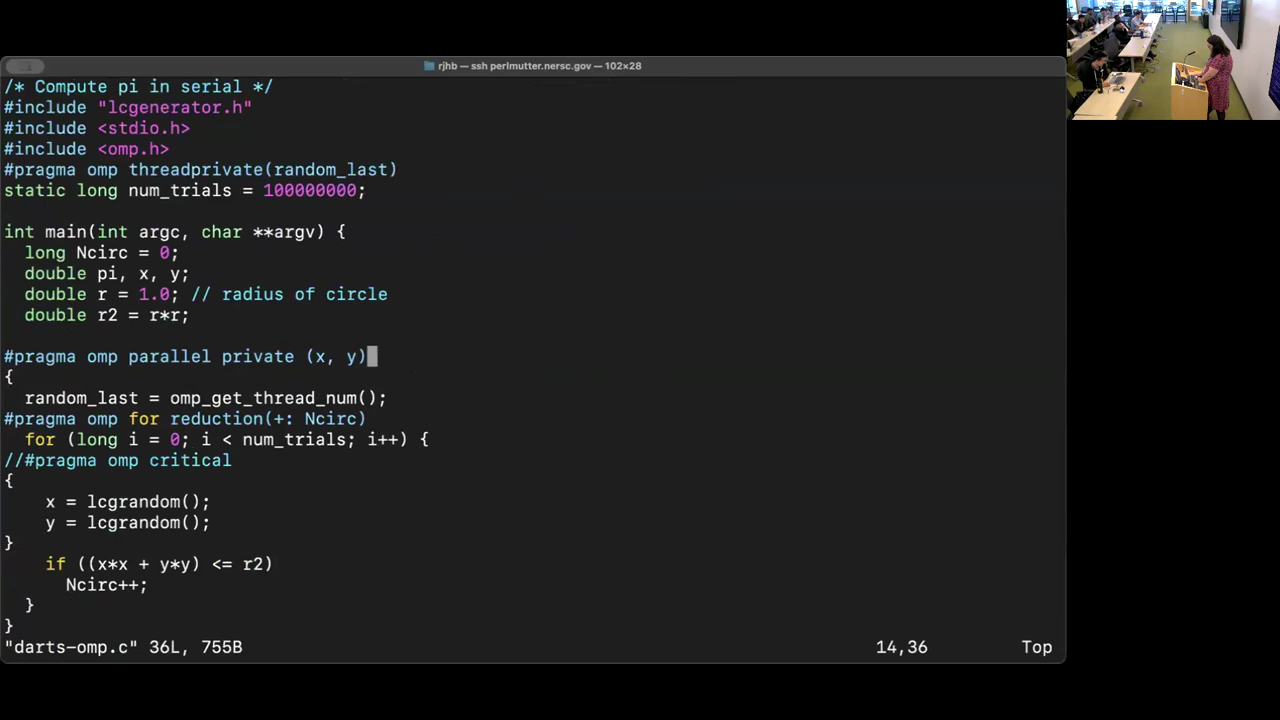 rjhb — ssh perlmutter.nersc.gov — 102×28
/* Compute pi in serial */
#include "lcgenerator.h"
#include <stdio.h>
#include <omp.h>
#pragma omp threadprivate(random_last)
static long num_trials = 100000000;
int main(int argc, char **argv) {
  long Ncirc = 0;
  double pi, x, y;
  double r = 1.0; // radius of circle
  double r2 = r*r;
#pragma omp parallel private (x, y)
{
  random_last = omp_get_thread_num();
#pragma omp for reduction(+: Ncirc)
  for (long i = 0; i < num_trials; i++) {
//#pragma omp critical
{
    x = lcgrandom();
    y = lcgrandom();
}
    if ((x*x + y*y) <= r2)
      Ncirc++;
  }
}
"darts-omp.c" 36L, 755B 14,36 Top